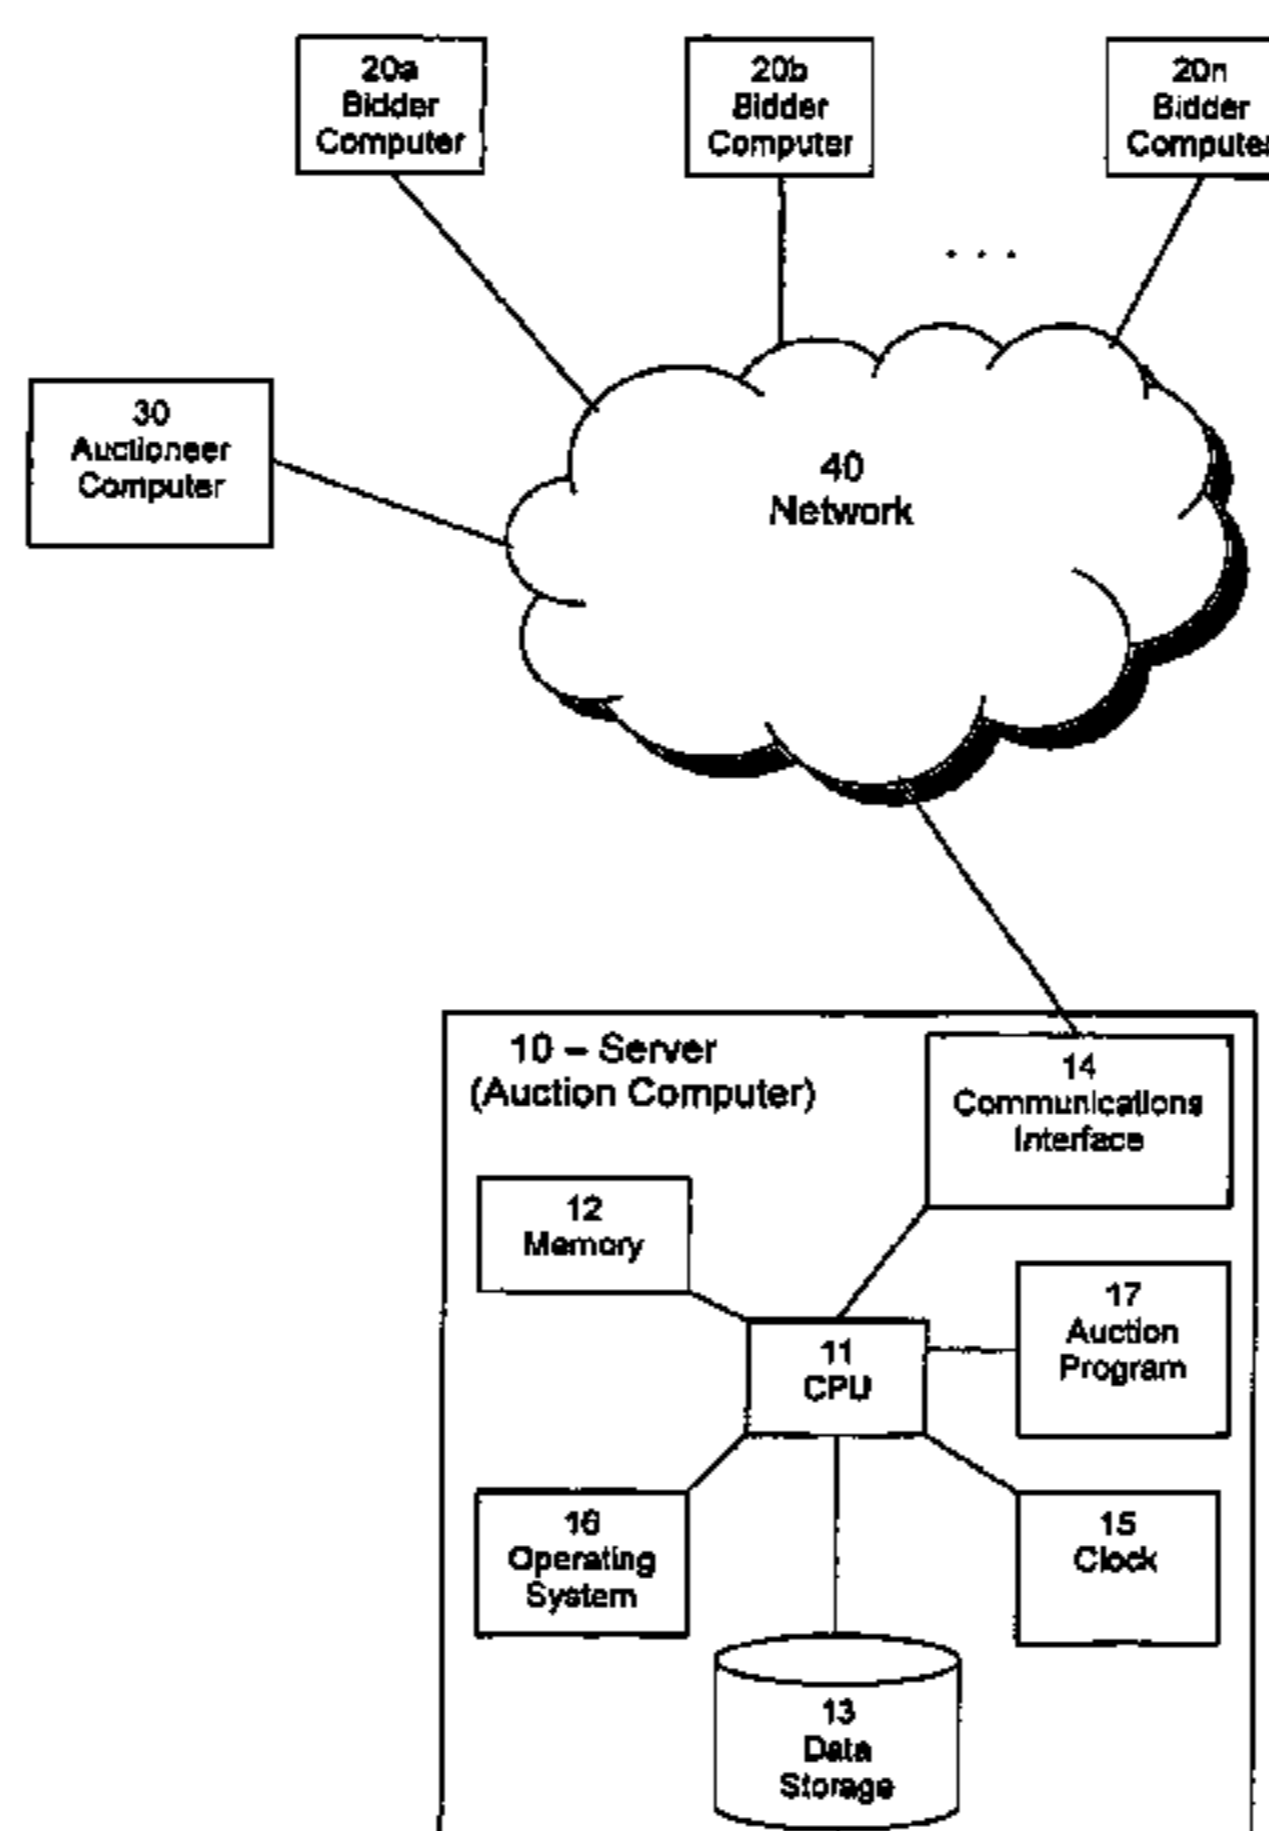 20a
Bidder
Computer
20b
Bidder
Computer
20n
Bidder
Computer
...
30
Auctioneer
Computer
40
Network
10 – Server
(Auction Computer)
14
Communications
Interface
12
Memory
17
Auction
Program
11
CPU
16
Operating
System
15
Clock
13
Data
Storage